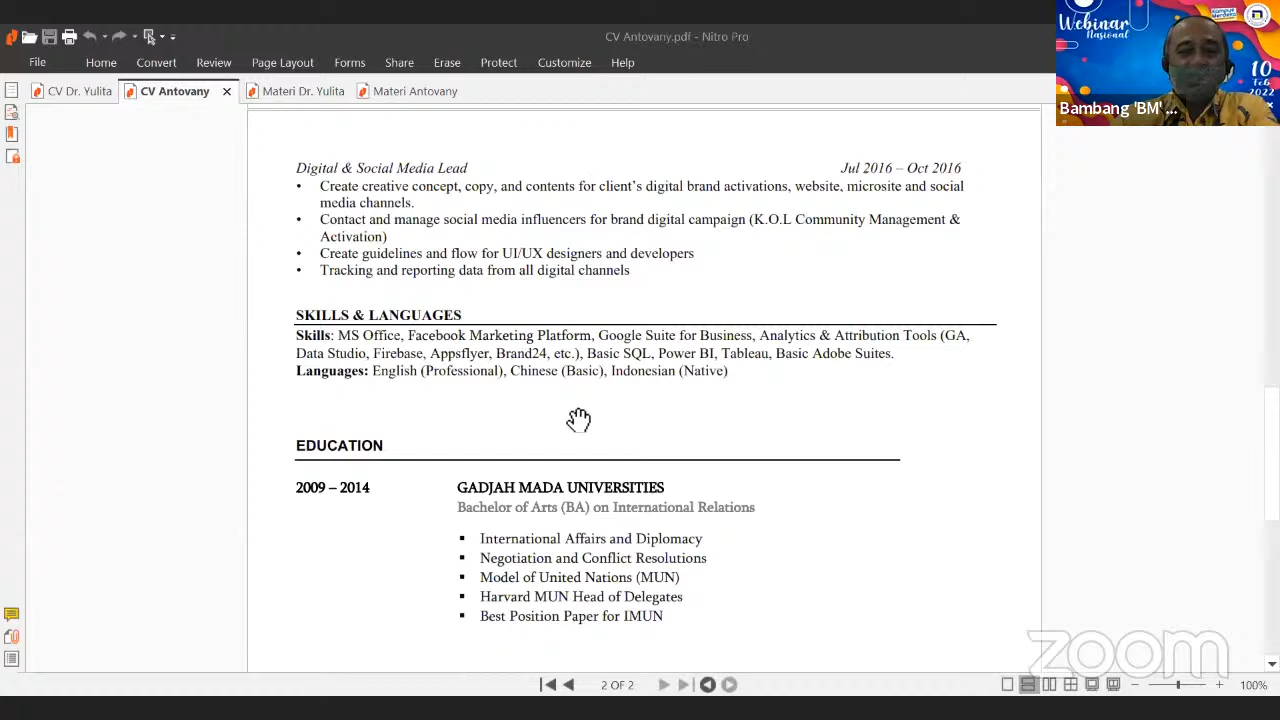 CV Antovany.pdf - Nitro Pro
File Home Convert Review Page Layout Forms Share Erase Protect Customize Help
CV Dr. Yulita CV Antovany Materi Dr. Yulita Materi Antovany
Webinar
Nasional
Kampus
Merdeka
10
Feb
2022
Bambang 'BM' ...
Digital & Social Media Lead Jul 2016 – Oct 2016
• Create creative concept, copy, and contents for client's digital brand activations, website, microsite and social
media channels.
• Contact and manage social media influencers for brand digital campaign (K.O.L Community Management &
Activation)
• Create guidelines and flow for UI/UX designers and developers
• Tracking and reporting data from all digital channels
SKILLS & LANGUAGES
Skills: MS Office, Facebook Marketing Platform, Google Suite for Business, Analytics & Attribution Tools (GA,
Data Studio, Firebase, Appsflyer, Brand24, etc.), Basic SQL, Power BI, Tableau, Basic Adobe Suites.
Languages: English (Professional), Chinese (Basic), Indonesian (Native)
EDUCATION
2009 – 2014 GADJAH MADA UNIVERSITIES
Bachelor of Arts (BA) on International Relations
▪ International Affairs and Diplomacy
▪ Negotiation and Conflict Resolutions
▪ Model of United Nations (MUN)
▪ Harvard MUN Head of Delegates
▪ Best Position Paper for IMUN
zoom
2 OF 2 100%